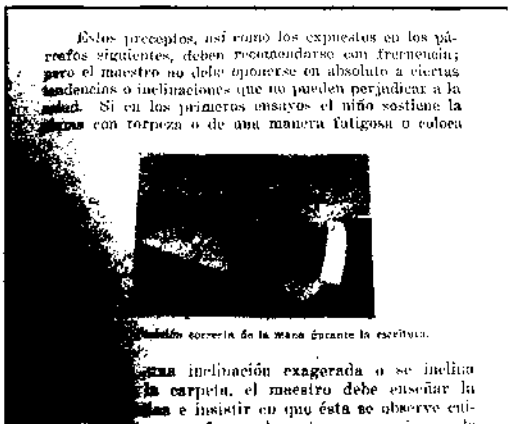 Estos preceptos, así como los expuestos en los pá-
rrafos siguientes, deben recomendarse con frecuencia;
pero el maestro no debe oponerse en absoluto a ciertas
tendencias o inclinaciones que no pueden perjudicar a la
salud. Si en los primeros ensayos el niño sostiene la
pluma con torpeza o de una manera fatigosa o coloca
Posición correcta de la mano durante la escritura.
una inclinación exagerada o se inclina
la carpeta, el maestro debe enseñar la
e insistir en que ésta se observe